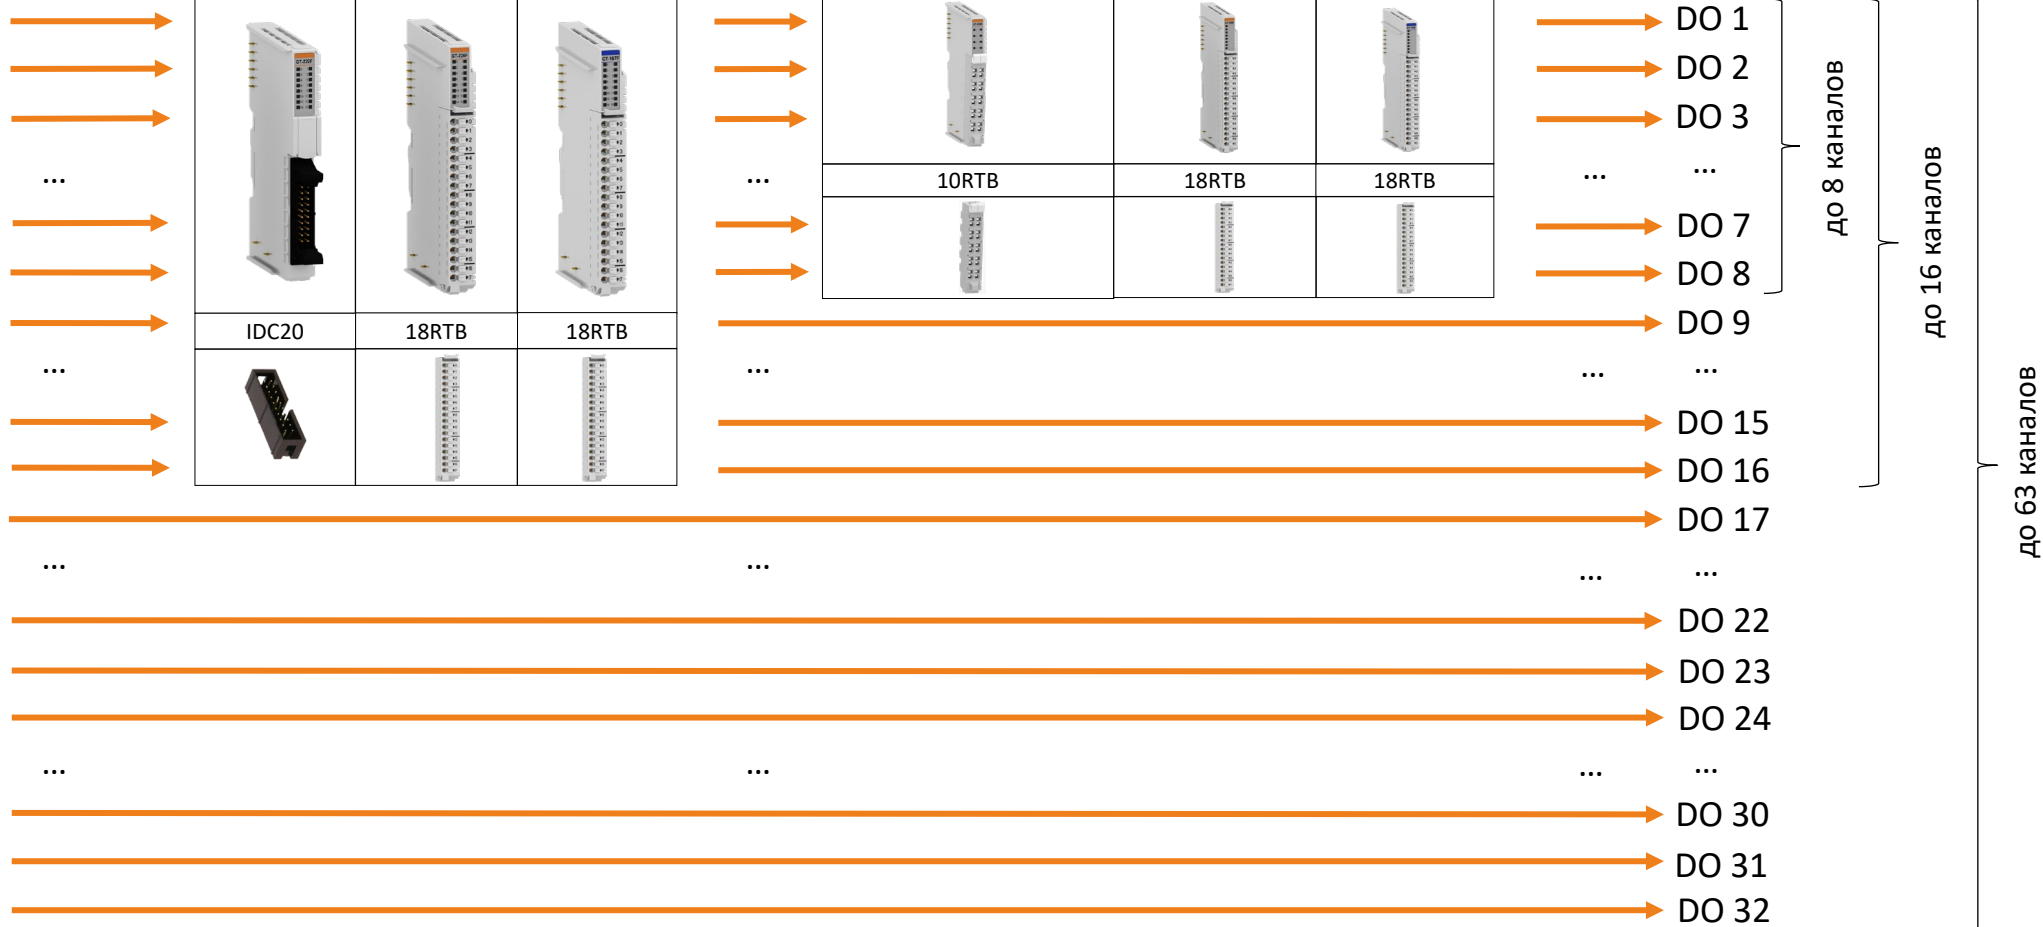 DO 1
DO 2
DO 3
... ... ... ...
10RTB 18RTB 18RTB
DO 7
DO 8
до 8 каналов
DO 9
IDC20 18RTB 18RTB
... ... ... ...
DO 15
DO 16
до 16 каналов
DO 17
... ... ... ...
DO 22
DO 23
DO 24
... ... ... ...
DO 30
DO 31
DO 32
до 63 каналов